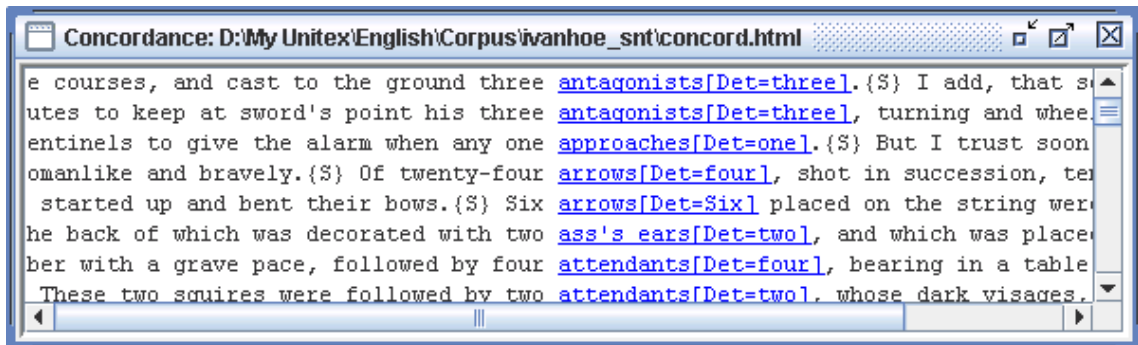 Concordance: D:\My Unitex\English\Corpus\ivanhoe_snt\concord.html
e courses, and cast to the ground three antagonists[Det=three].{S} I add, that s
utes to keep at sword's point his three antagonists[Det=three], turning and whee
entinels to give the alarm when any one approaches[Det=one].{S} But I trust soon
omanlike and bravely.{S} Of twenty-four arrows[Det=four], shot in succession, te
started up and bent their bows.{S} Six arrows[Det=Six] placed on the string wer
he back of which was decorated with two ass's ears[Det=two], and which was place
ber with a grave pace, followed by four attendants[Det=four], bearing in a table
These two squires were followed by two attendants[Det=two], whose dark visages,